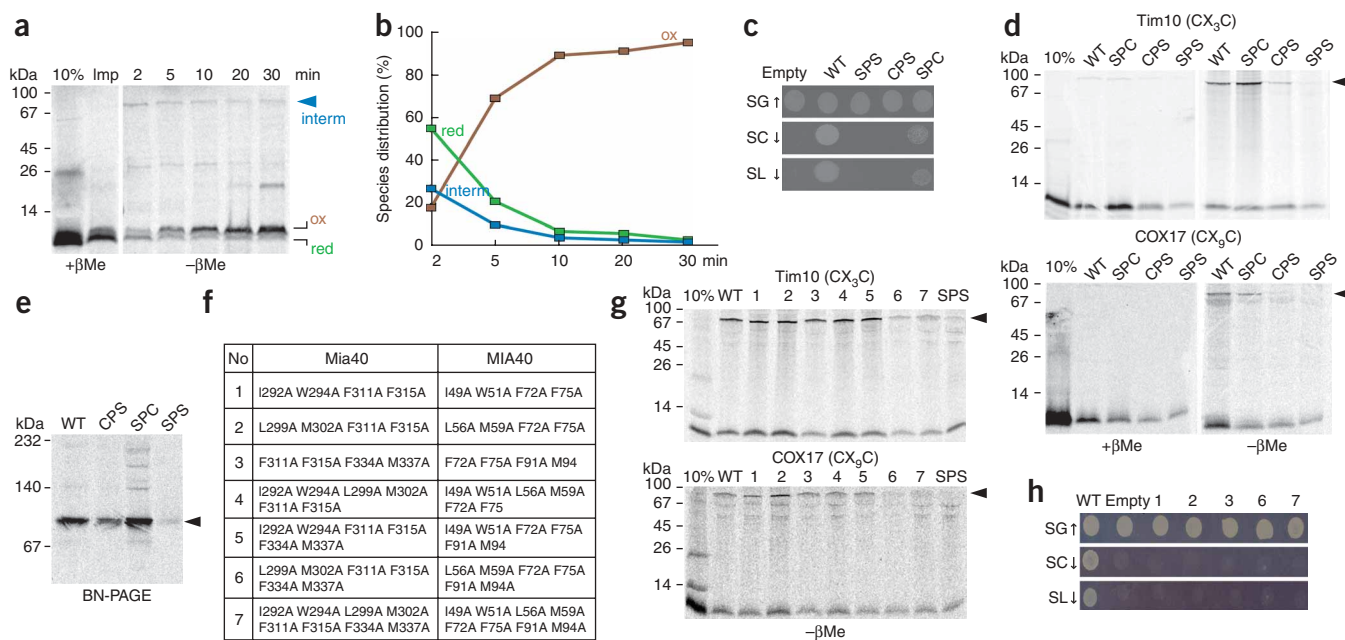 a
kDa 10% Imp 2 5 10 20 30 min
92 -
67 -
45 -
26 -
14 -
interm
ox
red
+βMe -βMe
b
Species distribution (%)
100
80
60
40
20
0
ox
red
interm
2 5 10 20 30 min
c
Empty WT SPS CPS SPC
SG ↑
SC ↓
SL ↓
d
Tim10 (CX3C)
kDa 10% WT SPC CPS SPS WT SPC CPS SPS
100 -
67 -
45 -
26 -
14 -
COX17 (CX9C)
kDa 10% WT SPC CPS SPS WT SPC CPS SPS
100 -
67 -
45 -
26 -
14 -
+βMe -βMe
e
kDa WT CPS SPC SPS
232 -
140 -
67 -
BN-PAGE
f
No Mia40 MIA40
1 I292A W294A F311A F315A I49A W51A F72A F75A
2 L299A M302A F311A F315A L56A M59A F72A F75A
3 F311A F315A F334A M337A F72A F75A F91A M94
4 I292A W294A L299A M302A I49A W51A L56A M59A
F311A F315A F72A F75
5 I292A W294A F311A F315A I49A W51A F72A F75A
F334A M337A F91A M94
6 L299A M302A F311A F315A L56A M59A F72A F75A
F334A M337A F91A M94A
7 I292A W294A L299A M302A I49A W51A L56A M59A
F311A F315A F334A M337A F72A F75A F91A M94A
g
Tim10 (CX3C)
kDa 10% WT 1 2 3 4 5 6 7 SPS
100 -
67 -
45 -
26 -
14 -
COX17 (CX9C)
kDa 10% WT 1 2 3 4 5 6 7 SPS
100 -
67 -
45 -
26 -
14 -
-βMe
h
WT Empty 1 2 3 6 7
SG ↑
SC ↓
SL ↓